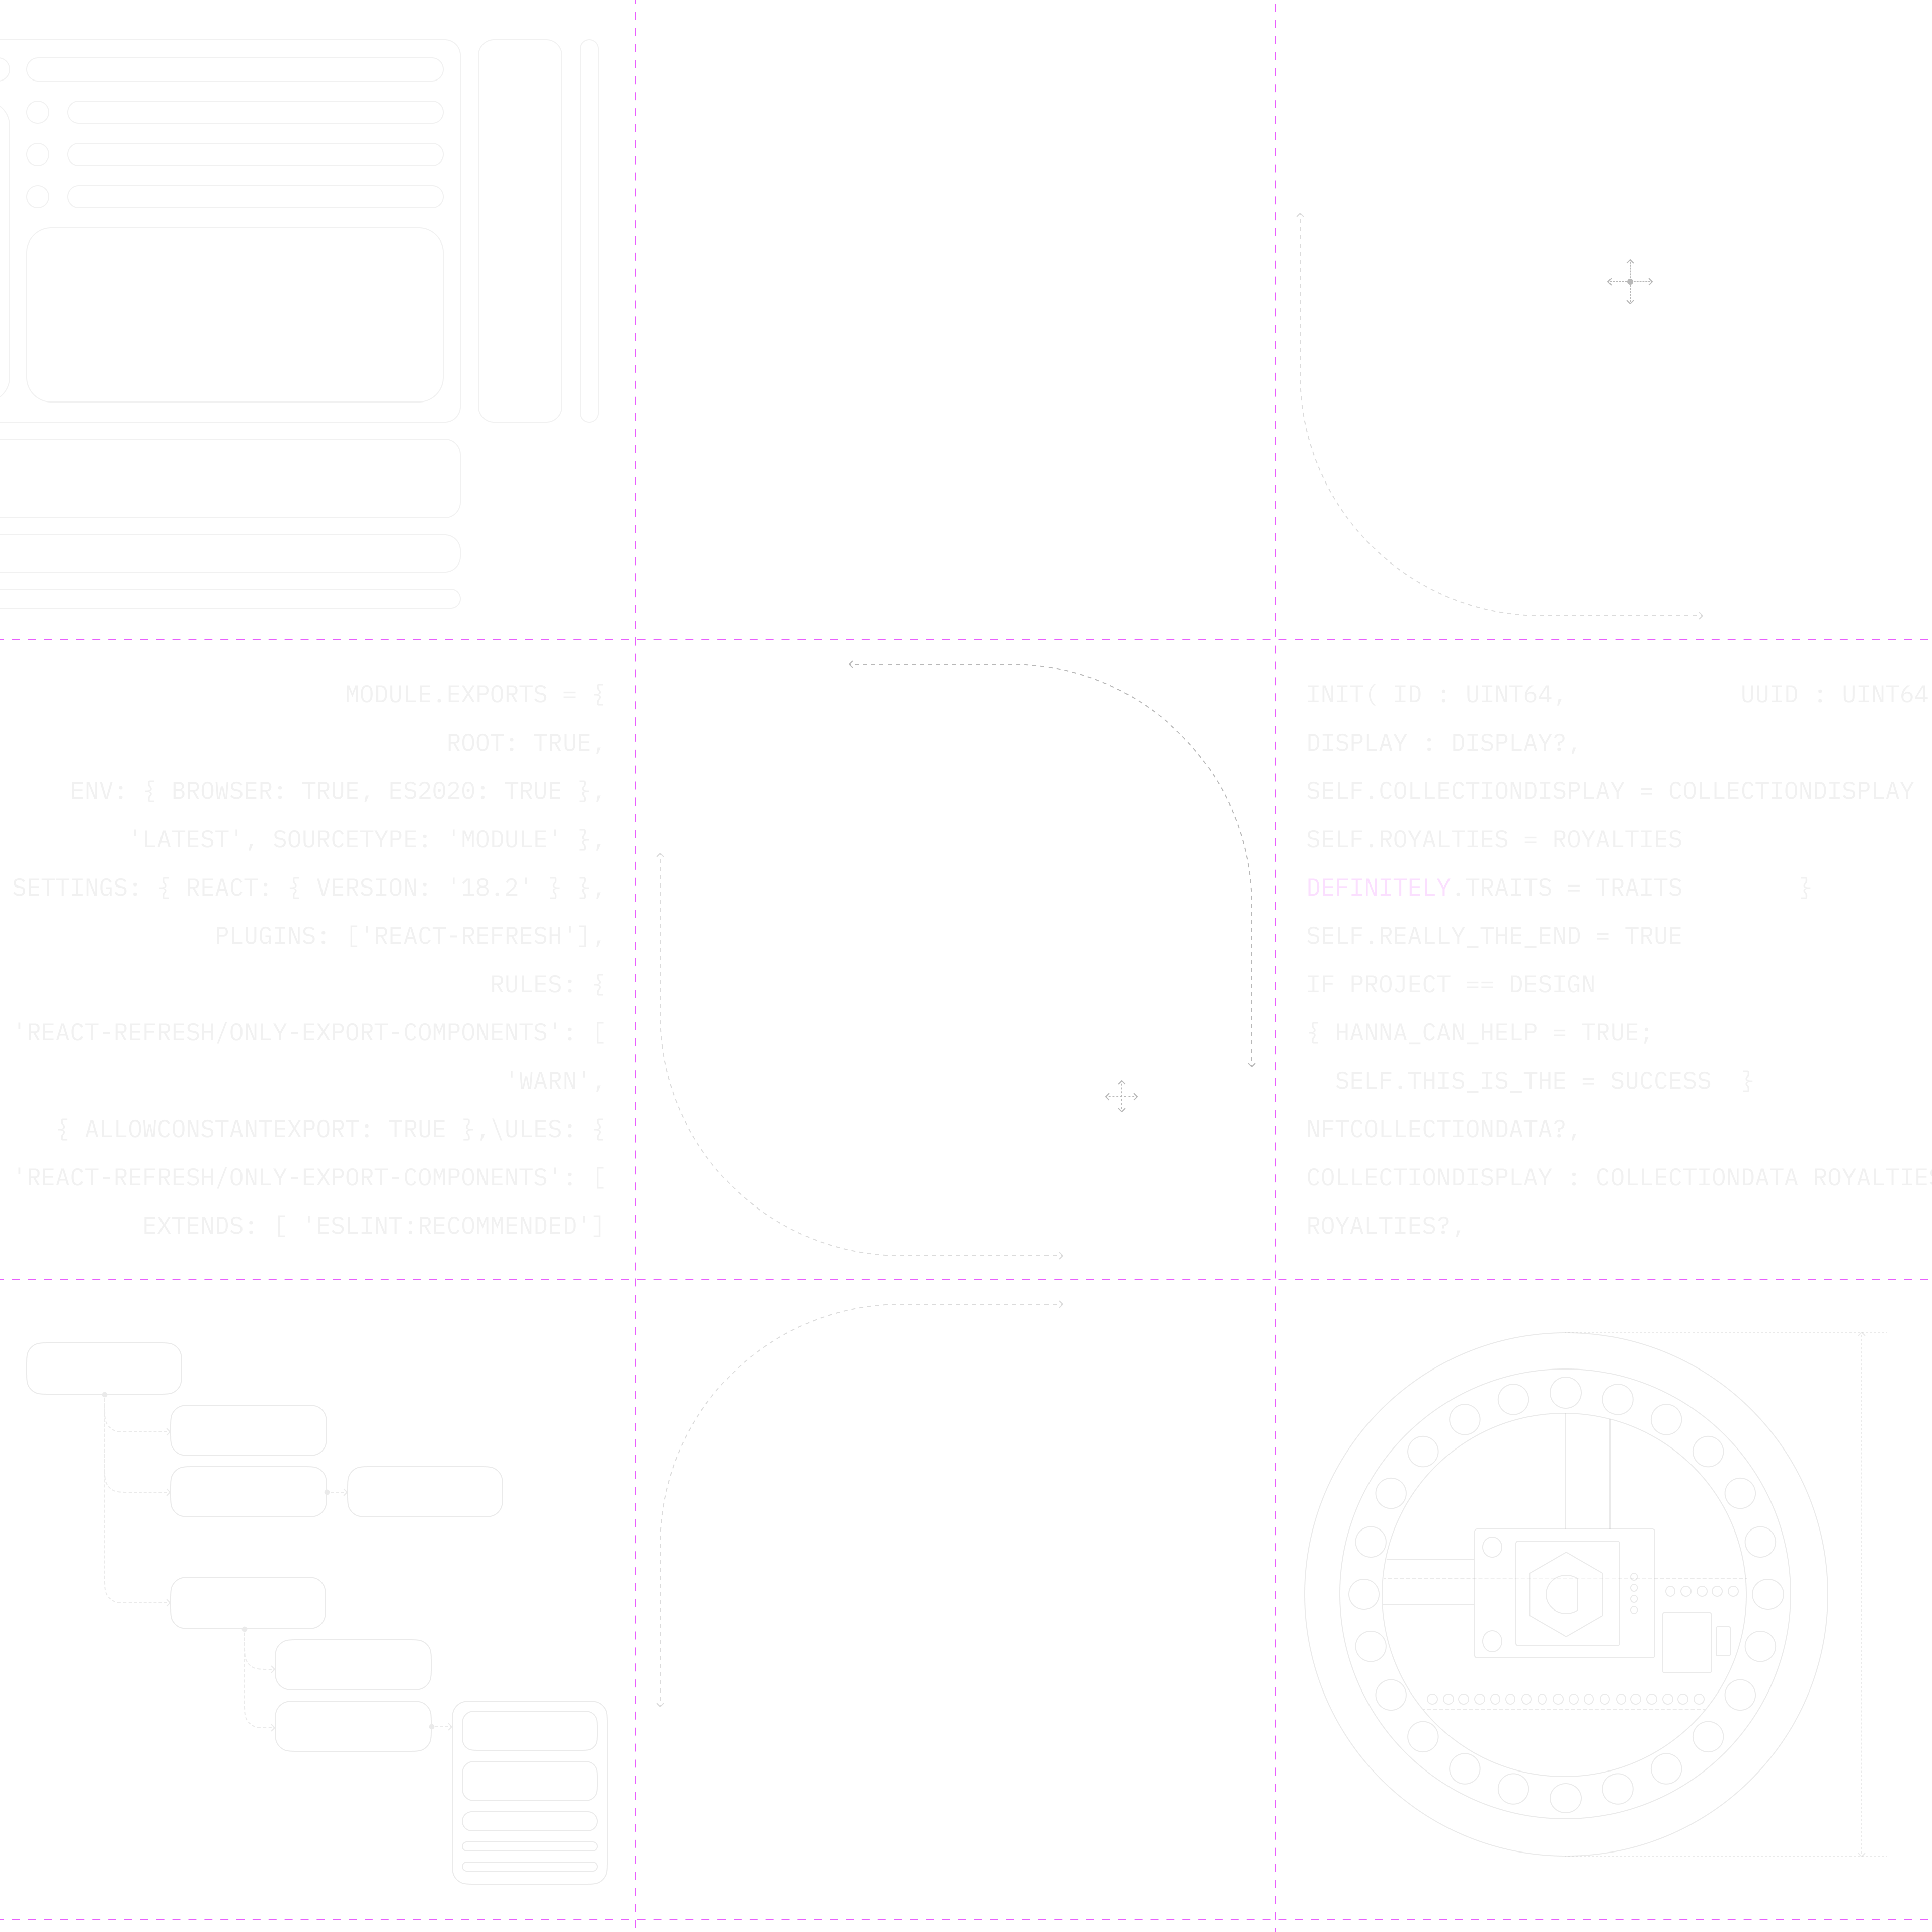 MODULE.EXPORTS = {
ROOT: TRUE,
ENV: { BROWSER: TRUE, ES2020: TRUE },
'LATEST', SOURCETYPE: 'MODULE' },
SETTINGS: { REACT: { VERSION: '18.2' } },
PLUGINS: ['REACT-REFRESH'],
RULES: {
'REACT-REFRESH/ONLY-EXPORT-COMPONENTS': [
'WARN',
{ ALLOWCONSTANTEXPORT: TRUE },\ULES: {
'REACT-REFRESH/ONLY-EXPORT-COMPONENTS': [
EXTENDS: [ 'ESLINT:RECOMMENDED']
INIT( ID : UINT64, UUID : UINT64
DISPLAY : DISPLAY?,
SELF.COLLECTIONDISPLAY = COLLECTIONDISPLAY
SELF.ROYALTIES = ROYALTIES
DEFINITELY.TRAITS = TRAITS }
SELF.REALLY_THE_END = TRUE
IF PROJECT == DESIGN
{ HANNA_CAN_HELP = TRUE;
SELF.THIS_IS_THE = SUCCESS }
NFTCOLLECTIONDATA?,
COLLECTIONDISPLAY : COLLECTIONDATA ROYALTIES
ROYALTIES?,